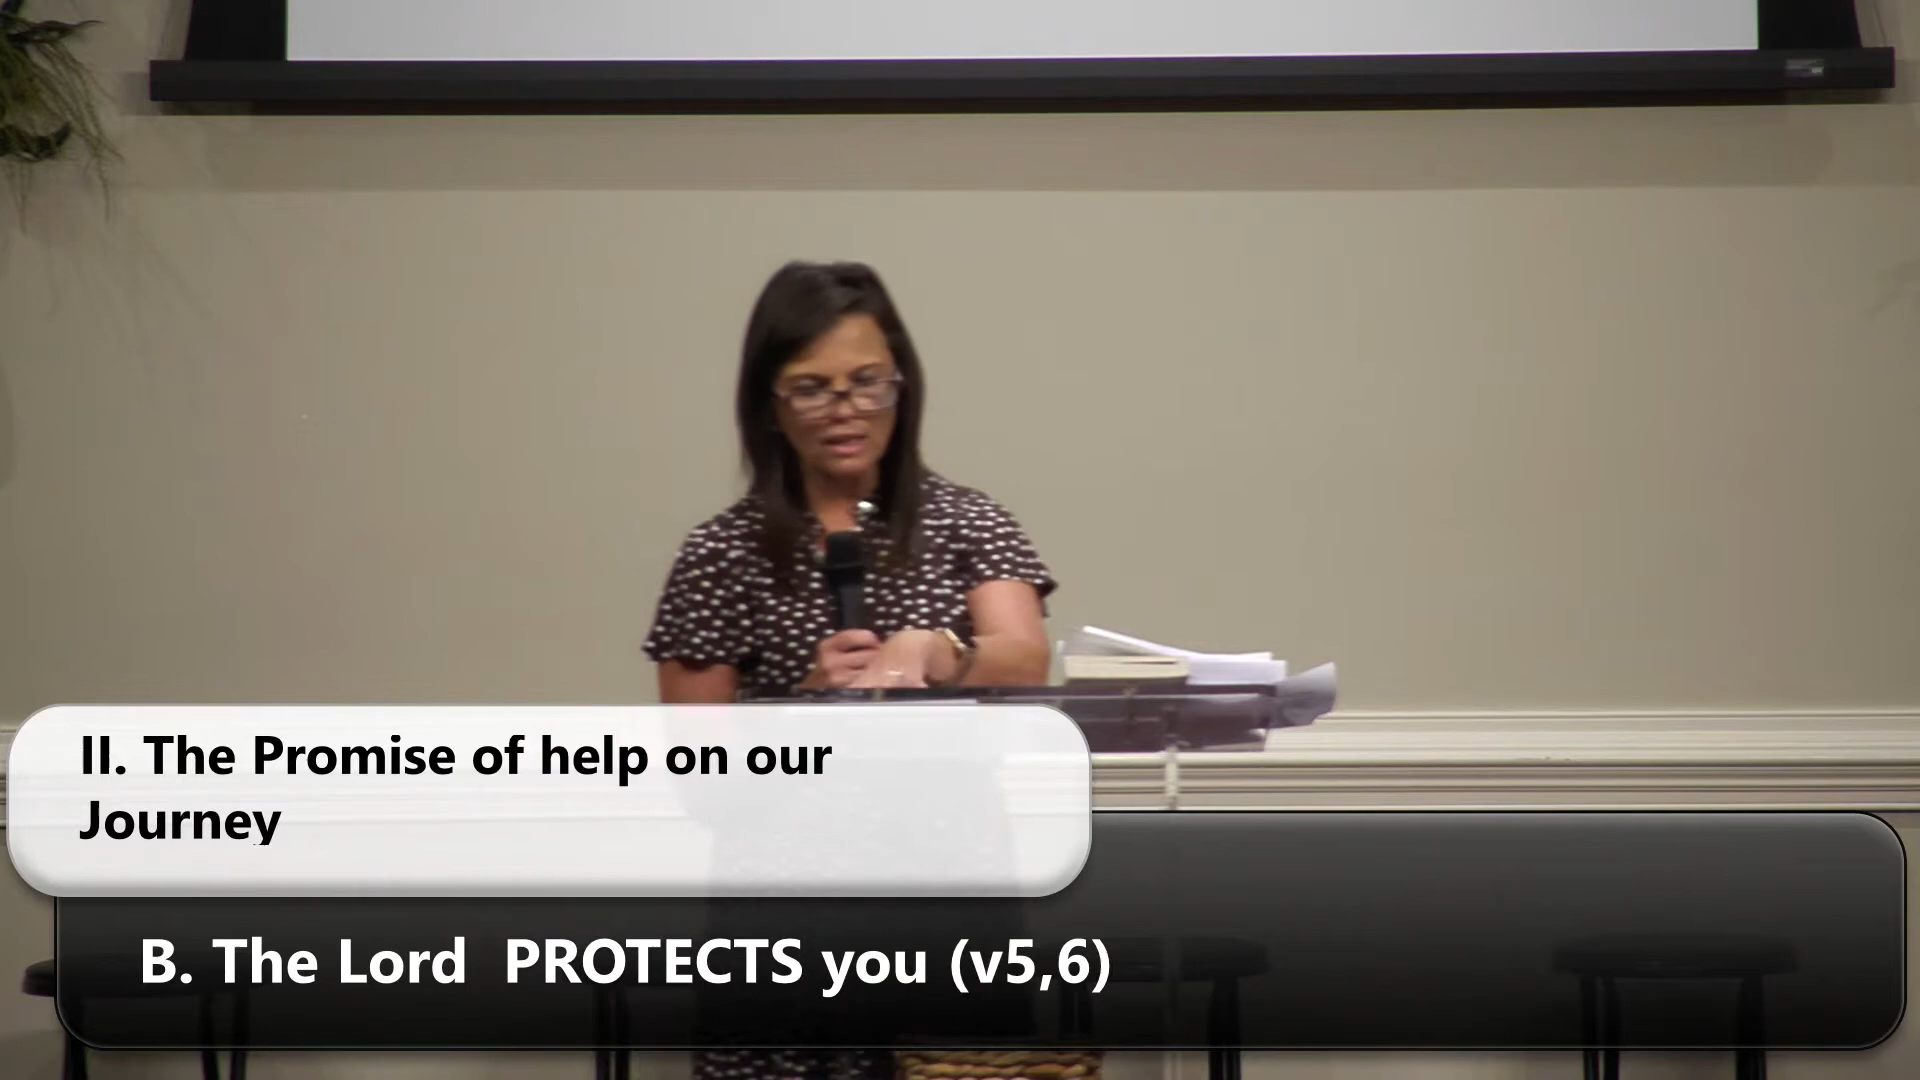 II. The Promise of help on our
Journey
B. The Lord  PROTECTS you (v5,6)